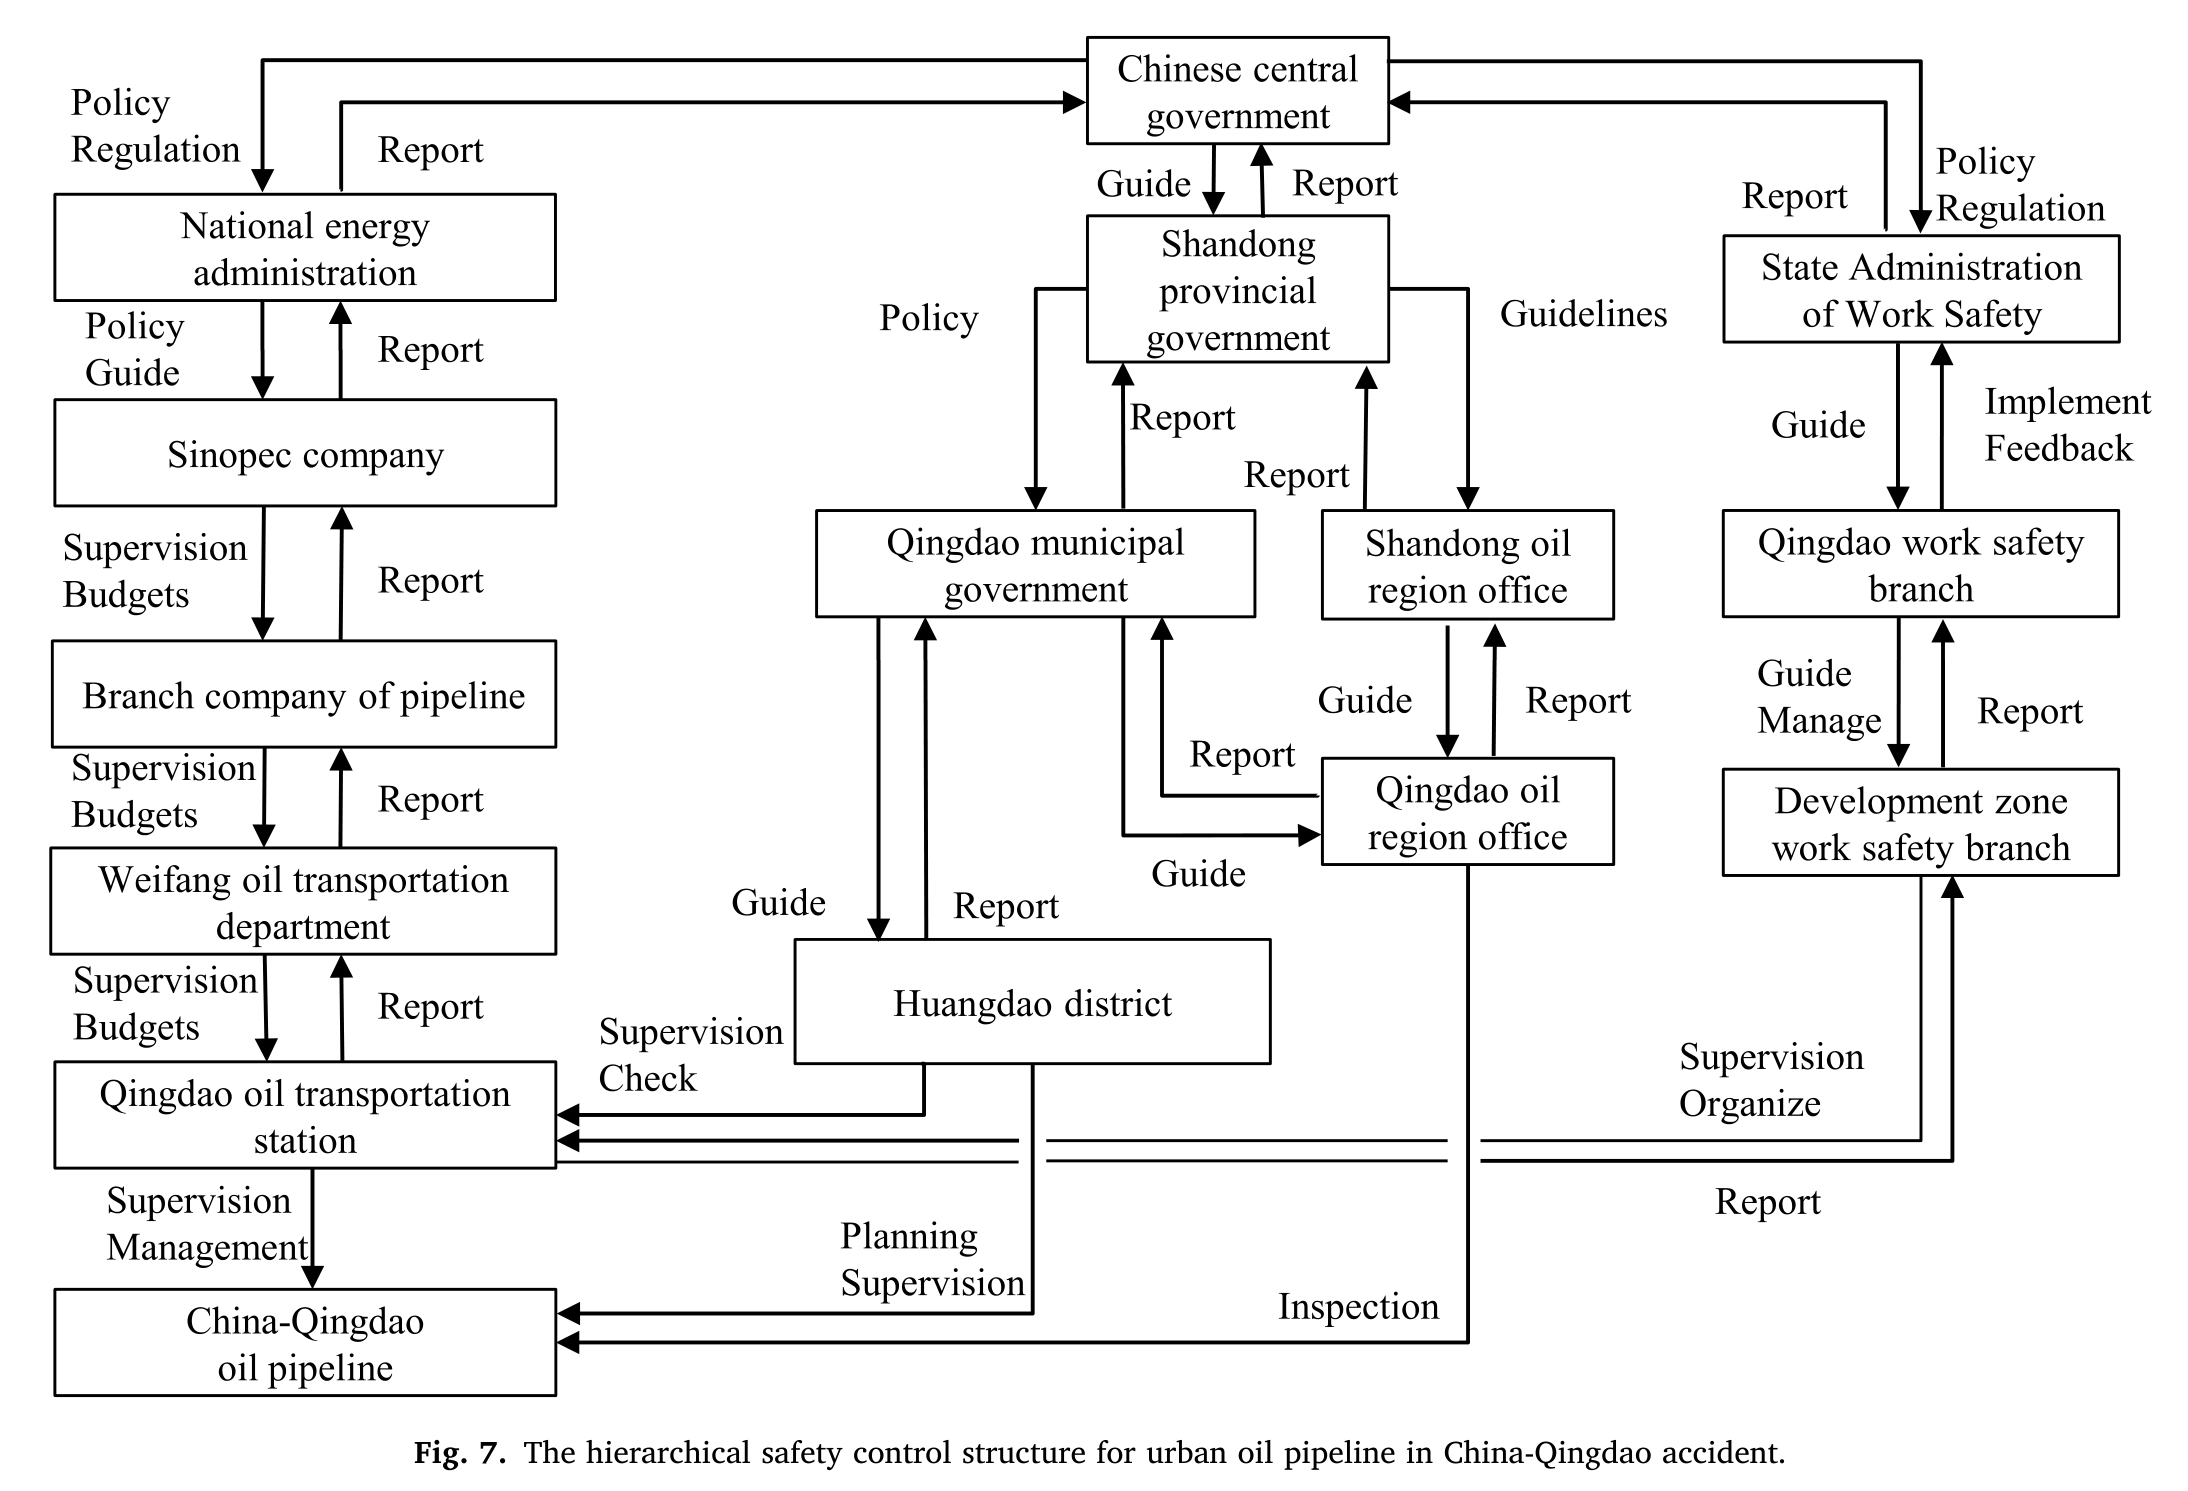 Chinese central
government
Policy
Regulation
Report
Guide
Report
Report
Policy
Regulation
National energy
administration
Shandong
provincial
government
State Administration
of Work Safety
Policy
Guide
Report
Policy
Guidelines
Report
Report
Guide
Implement
Feedback
Sinopec company
Supervision
Budgets
Report
Qingdao municipal
government
Shandong oil
region office
Qingdao work safety
branch
Branch company of pipeline
Guide
Report
Report
Guide
Manage
Report
Supervision
Budgets
Report
Qingdao oil
region office
Development zone
work safety branch
Weifang oil transportation
department
Guide
Report
Guide
Supervision
Budgets
Report
Huangdao district
Supervision
Check
Supervision
Organize
Qingdao oil transportation
station
Report
Supervision
Management
Planning
Supervision
Inspection
China-Qingdao
oil pipeline
Fig. 7. The hierarchical safety control structure for urban oil pipeline in China-Qingdao accident.